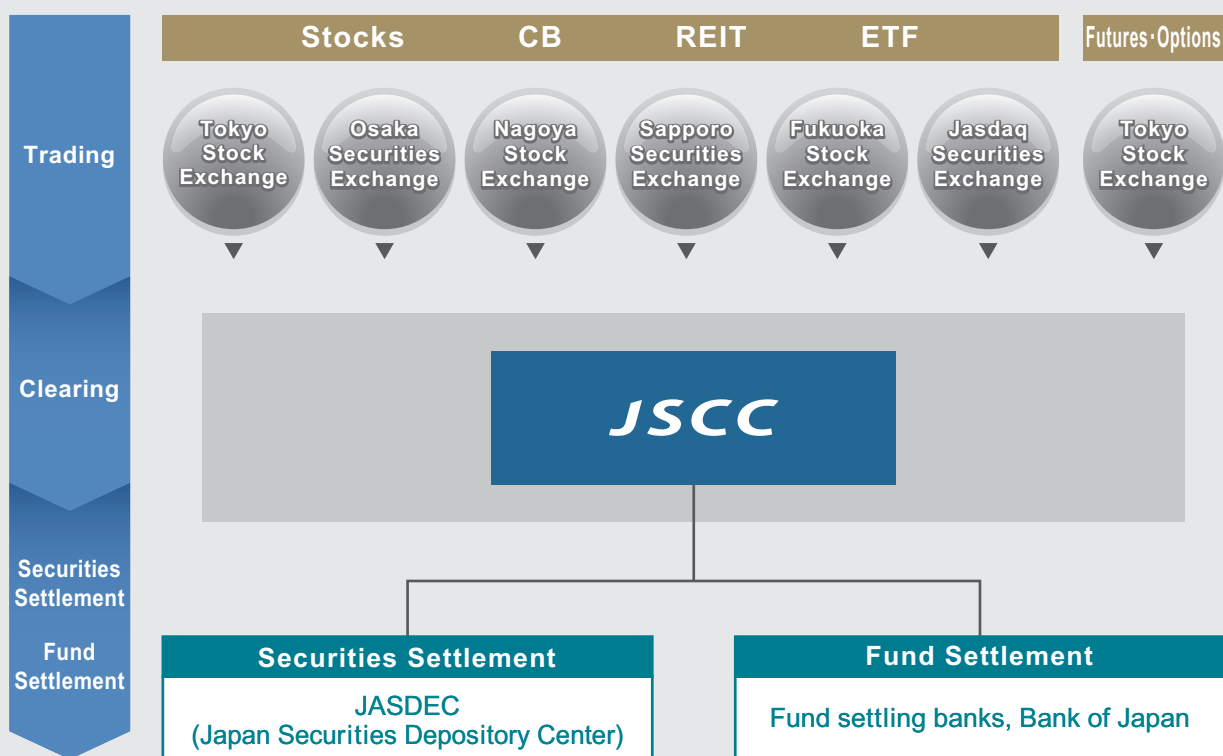 Stocks CB REIT ETF
Futures·Options
Trading
Tokyo
Stock
Exchange
Osaka
Securities
Exchange
Nagoya
Stock
Exchange
Sapporo
Securities
Exchange
Fukuoka
Stock
Exchange
Jasdaq
Securities
Exchange
Tokyo
Stock
Exchange
Clearing
JSCC
Securities
Settlement
Fund
Settlement
Securities Settlement
JASDEC
(Japan Securities Depository Center)
Fund Settlement
Fund settling banks, Bank of Japan